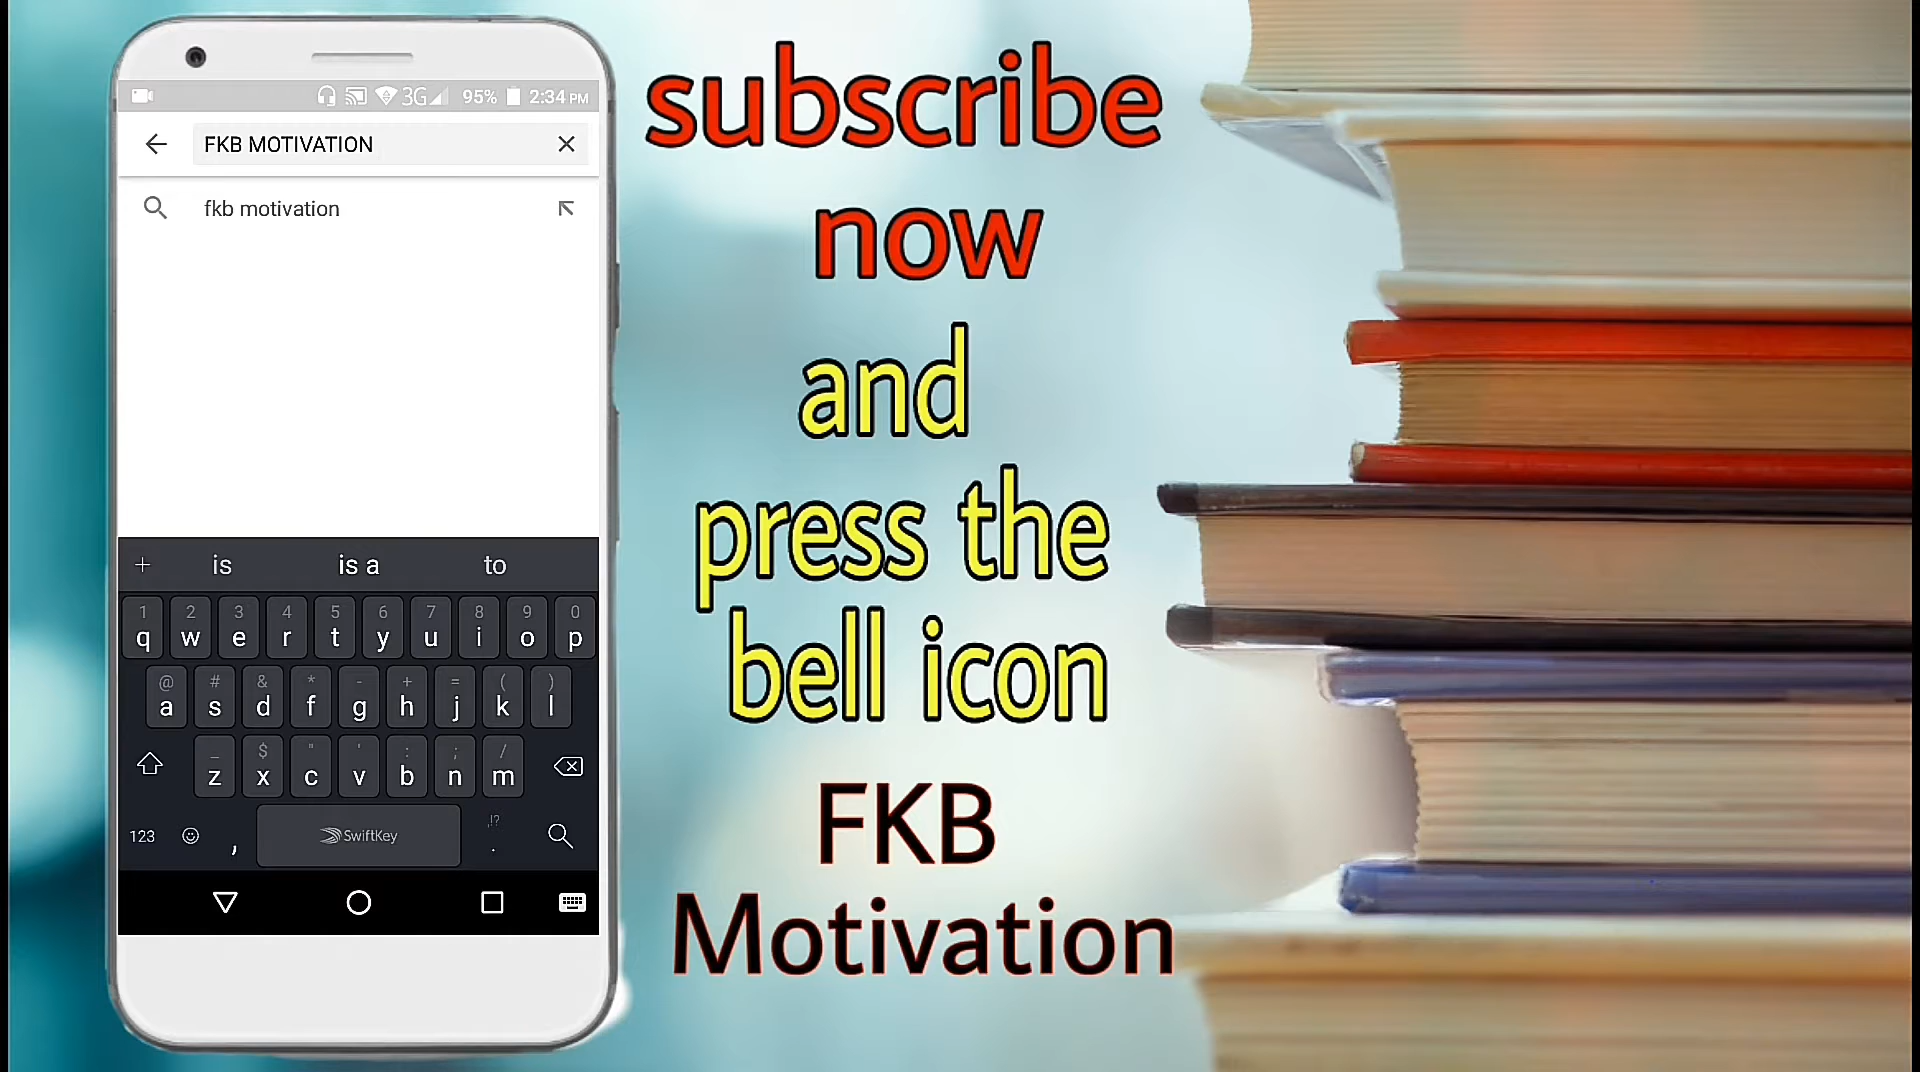 3G 95% 2:34 PM
FKB MOTIVATION
fkb motivation
is is a to
1 2 3 4 5 6 7 8 9 0
q w e r t y u i o p
@ # & * - + = ( )
a s d f g h j k l
_ $ " ' : ; /
z x c v b n m
123 , SwiftKey ,!? .
subscribe
now
and
press the
bell icon
FKB
Motivation